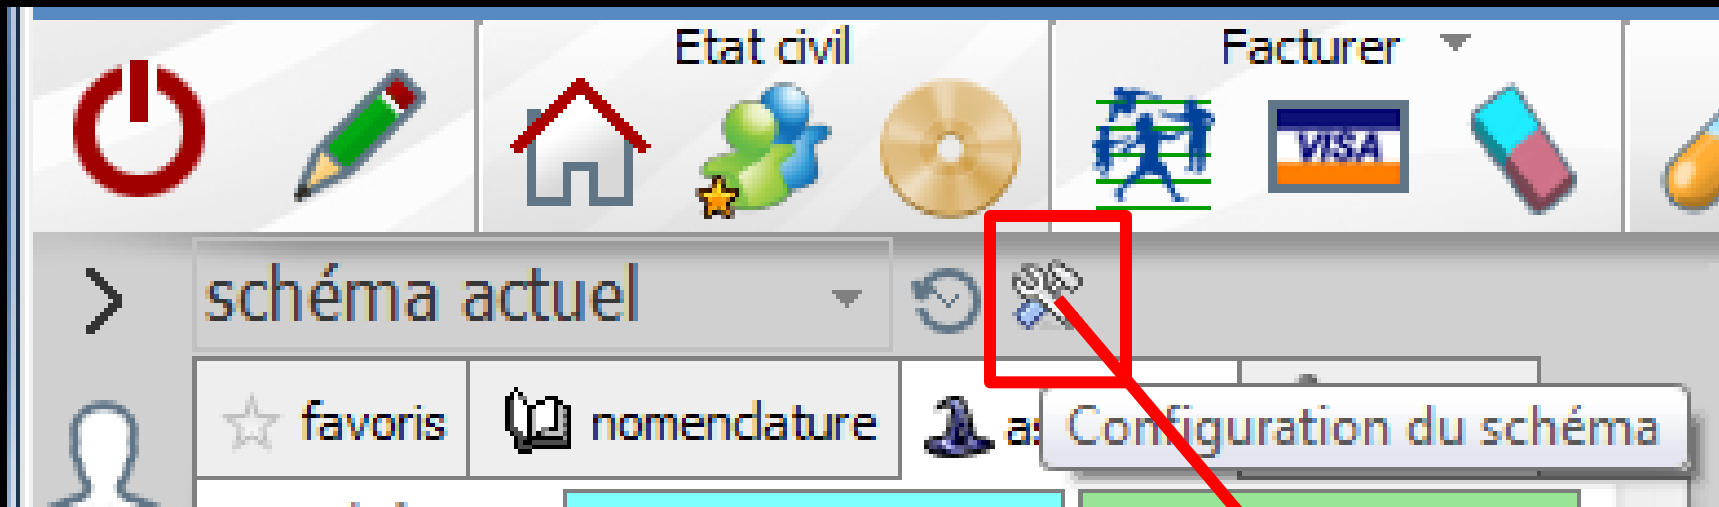 Etat civil
Facturer
VISA
schéma actuel
favoris
nomenclature
Configuration du schéma